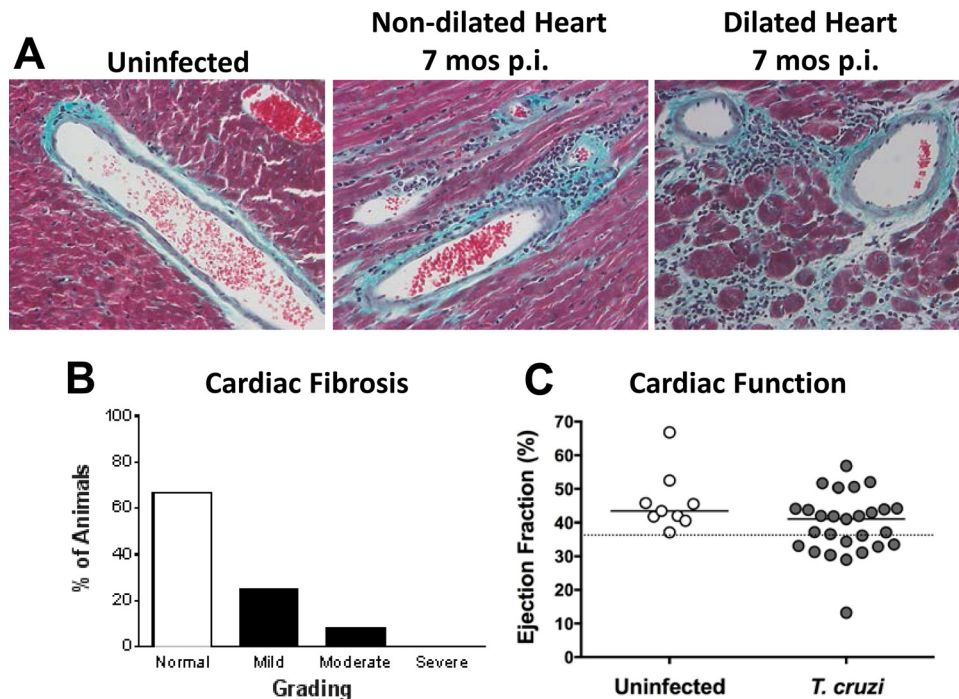 A
Uninfected
Non-dilated Heart
7 mos p.i.
Dilated Heart
7 mos p.i.
B
Cardiac Fibrosis
% of Animals
100
80
60
40
20
0
Normal
Mild
Moderate
Severe
Grading
C
Cardiac Function
Ejection Fraction (%)
70
60
50
40
30
20
10
0
Uninfected
T. cruzi